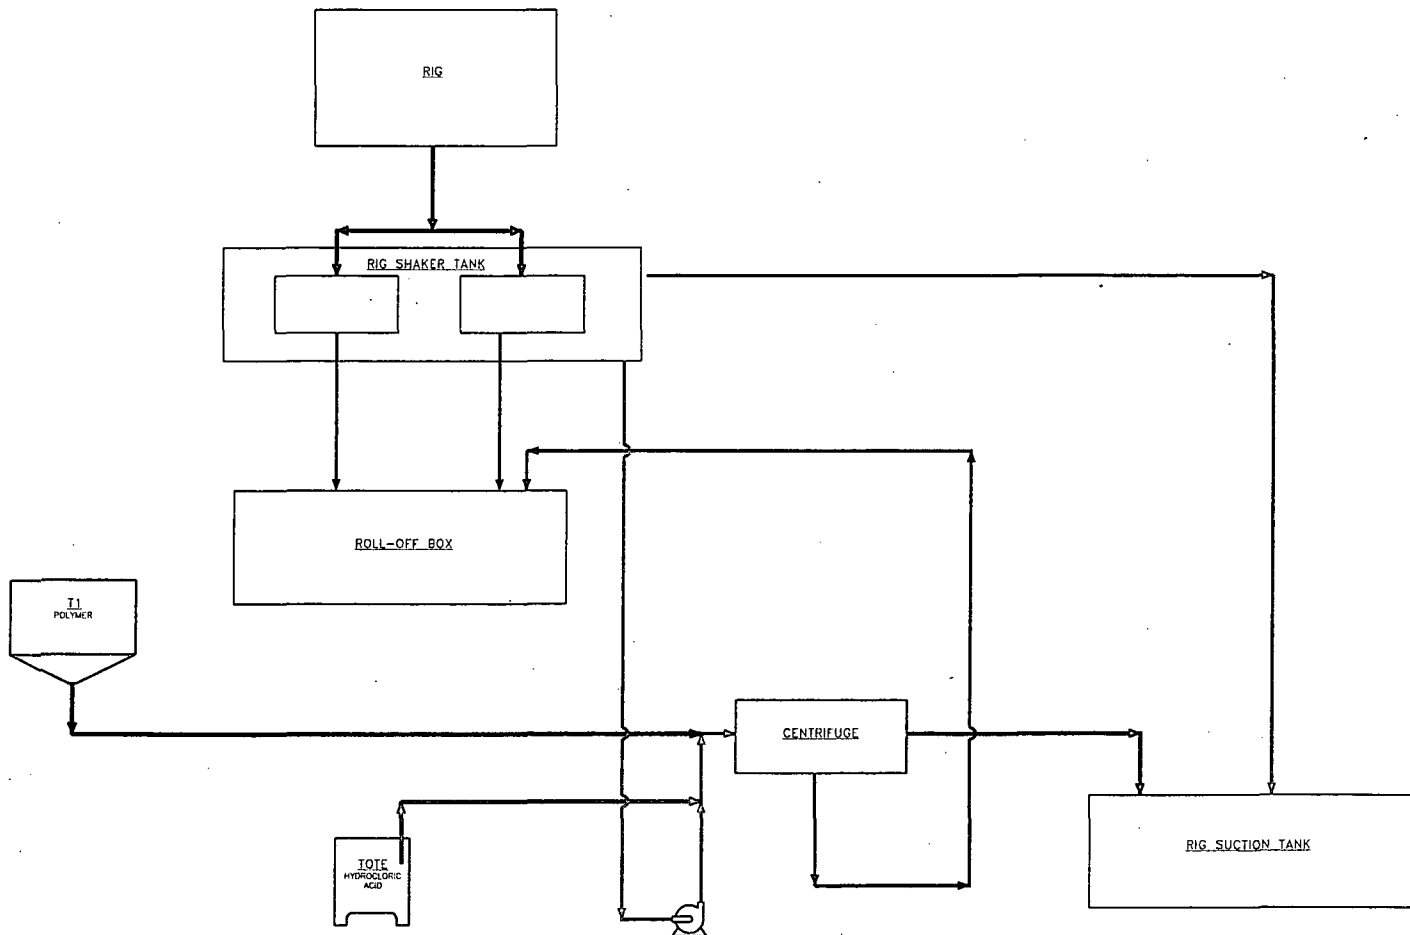 RIG
RIG SHAKER TANK
ROLL-OFF BOX
T1
POLYMER
CENTRIFUGE
TOTE
HYDROCLORIC
ACID
RIG SUCTION TANK